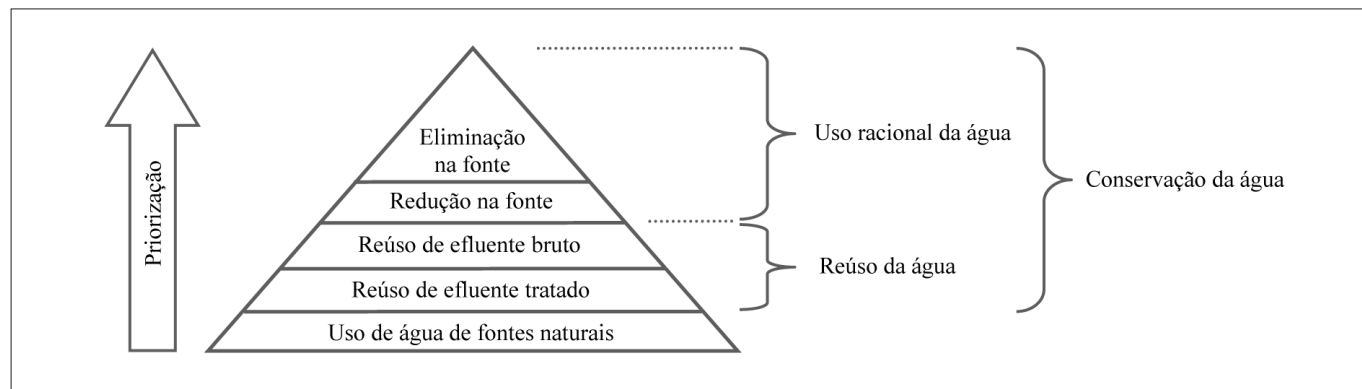 Priorização
Eliminação
na fonte
Redução na fonte
Reúso de efluente bruto
Reúso de efluente tratado
Uso de água de fontes naturais
Uso racional da água
Reúso da água
Conservação da água